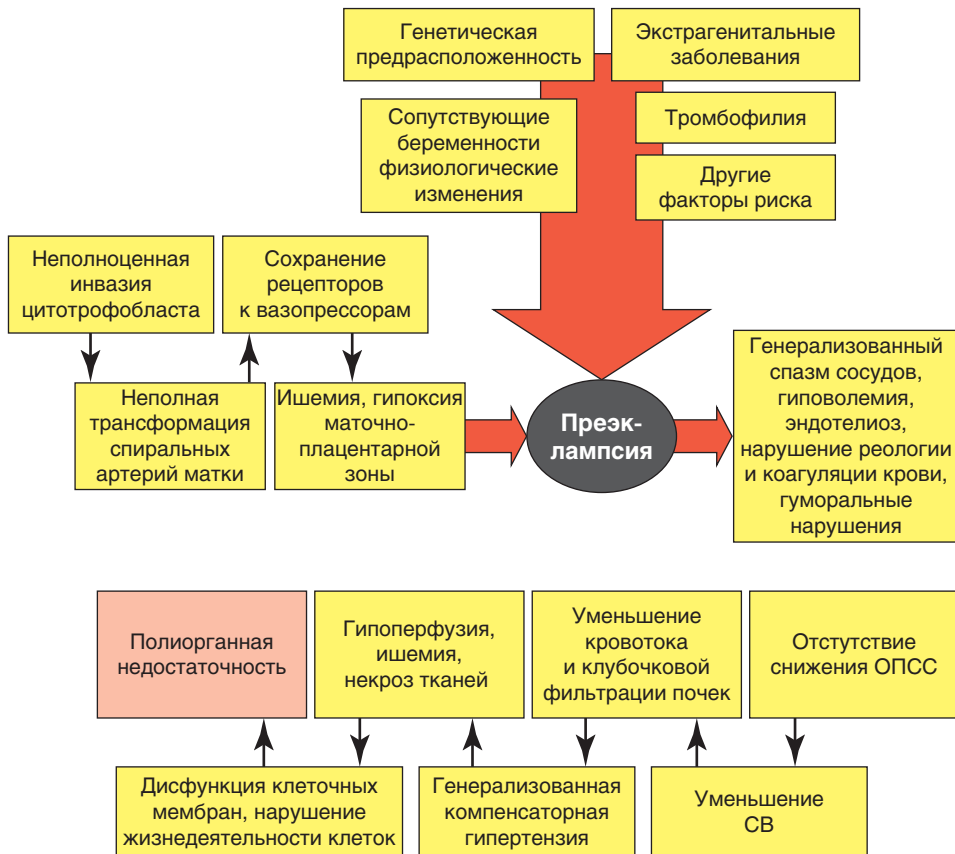 Генетическая
предрасположенность
Экстрагенитальные
заболевания
Сопутствующие
беременности
физиологические
изменения
Тромбофилия
Другие
факторы риска
Неполноценная
инвазия
цитотрофобласта
Сохранение
рецепторов
к вазопрессорам
Неполная
трансформация
спиральных
артерий матки
Ишемия, гипоксия
маточно-
плацентарной
зоны
Преэк-
лампсия
Генерализованный
спазм сосудов,
гиповолемия,
эндотелиоз,
нарушение реологии
и коагуляции крови,
гуморальные
нарушения
Полиорганная
недостаточность
Гипоперфузия,
ишемия,
некроз тканей
Уменьшение
кровотока
и клубочковой
фильтрации почек
Отстутствие
снижения ОПСС
Дисфункция клеточных
мембран, нарушение
жизнедеятельности клеток
Генерализованная
компенсаторная
гипертензия
Уменьшение
СВ